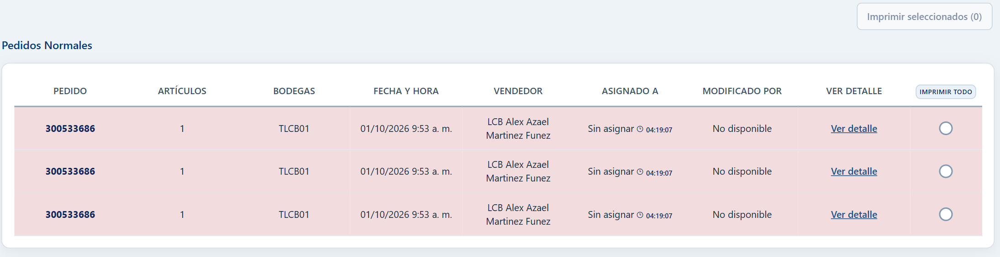 Imprimir seleccionados (0)
Pedidos Normales
PEDIDO ARTÍCULOS BODEGAS FECHA Y HORA VENDEDOR ASIGNADO A MODIFICADO POR VER DETALLE IMPRIMIR TODO
300533686 1 TLCB01 01/10/2026 9:53 a. m. LCB Alex Azael Martinez Funez Sin asignar 04:19:07 No disponible Ver detalle
300533686 1 TLCB01 01/10/2026 9:53 a. m. LCB Alex Azael Martinez Funez Sin asignar 04:19:07 No disponible Ver detalle
300533686 1 TLCB01 01/10/2026 9:53 a. m. LCB Alex Azael Martinez Funez Sin asignar 04:19:07 No disponible Ver detalle